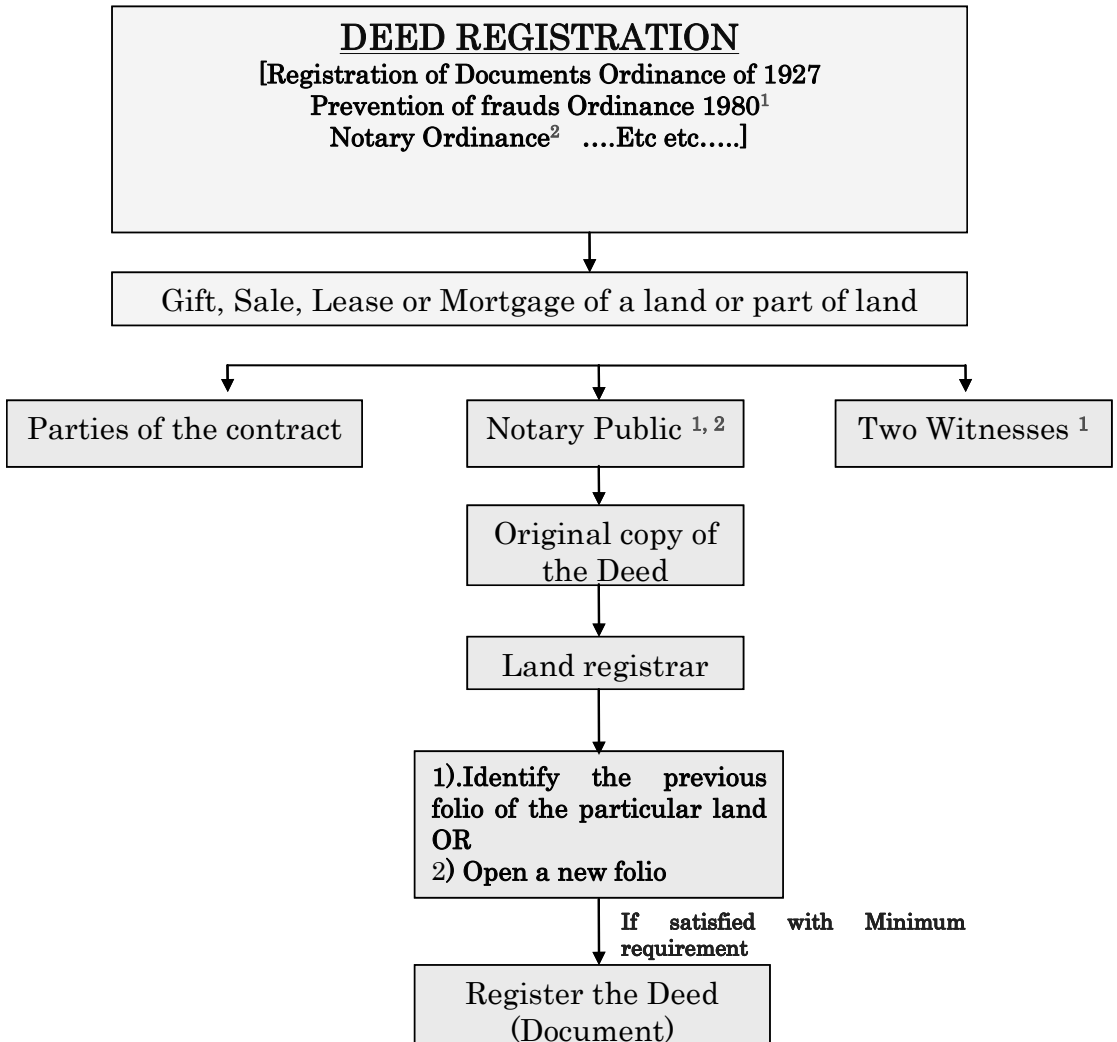 DEED REGISTRATION
[Registration of Documents Ordinance of 1927
Prevention of frauds Ordinance 1980¹
Notary Ordinance² ....Etc etc.....]
Gift, Sale, Lease or Mortgage of a land or part of land
Parties of the contract
Notary Public ¹, ²
Two Witnesses ¹
Original copy of
the Deed
Land registrar
1).Identify the previous
folio of the particular land
OR
2) Open a new folio
If satisfied with Minimum
requirement
Register the Deed
(Document)